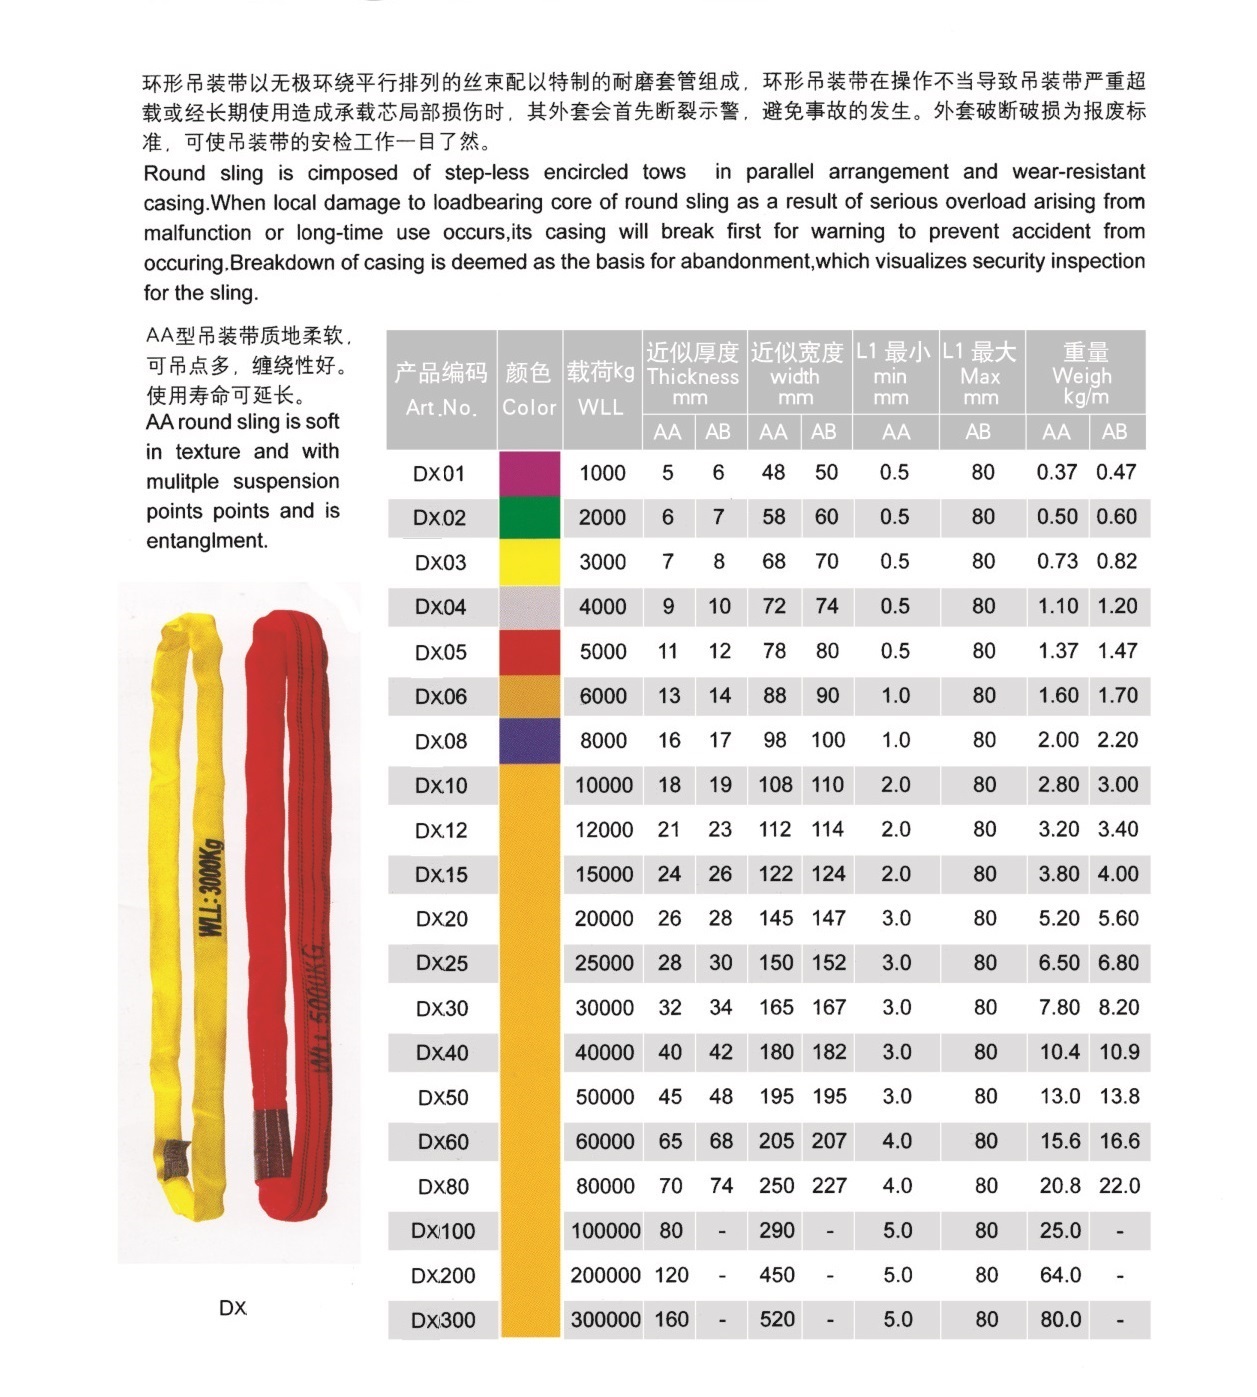 环形吊装带以无极环绕平行排列的丝束配以特制的耐磨套管组成，环形吊装带在操作不当导致吊装带严重超
载或经长期使用造成承载芯局部损伤时，其外套会首先断裂示警，避免事故的发生。外套破断破损为报废标
准，可使吊装带的安检工作一目了然。
Round sling is cimposed of step-less encircled tows in parallel arrangement and wear-resistant
casing.When local damage to loadbearing core of round sling as a result of serious overload arising from
malfunction or long-time use occurs,its casing will break first for warning to prevent accident from
occuring.Breakdown of casing is deemed as the basis for abandonment,which visualizes security inspection
for the sling.
AA型吊装带质地柔软，
可吊点多，缠绕性好。
使用寿命可延长。
AA round sling is soft
in texture and with
mulitple suspension
points points and is
entanglment.
WLL:3000Kg
WLL 5000KG
DX
产品编码 颜色 载荷kg 近似厚度 近似宽度 L1 最小 L1 最大 重量
Thickness width min Max Weigh
Art.No. Color WLL mm mm mm mm kg/m
AA AB AA AB AA AB AA AB
DX01 1000 5 6 48 50 0.5 80 0.37 0.47
DX02 2000 6 7 58 60 0.5 80 0.50 0.60
DX03 3000 7 8 68 70 0.5 80 0.73 0.82
DX04 4000 9 10 72 74 0.5 80 1.10 1.20
DX05 5000 11 12 78 80 0.5 80 1.37 1.47
DX06 6000 13 14 88 90 1.0 80 1.60 1.70
DX08 8000 16 17 98 100 1.0 80 2.00 2.20
DX10 10000 18 19 108 110 2.0 80 2.80 3.00
DX12 12000 21 23 112 114 2.0 80 3.20 3.40
DX15 15000 24 26 122 124 2.0 80 3.80 4.00
DX20 20000 26 28 145 147 3.0 80 5.20 5.60
DX25 25000 28 30 150 152 3.0 80 6.50 6.80
DX30 30000 32 34 165 167 3.0 80 7.80 8.20
DX40 40000 40 42 180 182 3.0 80 10.4 10.9
DX50 50000 45 48 195 195 3.0 80 13.0 13.8
DX60 60000 65 68 205 207 4.0 80 15.6 16.6
DX80 80000 70 74 250 227 4.0 80 20.8 22.0
DX100 100000 80 - 290 - 5.0 80 25.0 -
DX200 200000 120 - 450 - 5.0 80 64.0 -
DX300 300000 160 - 520 - 5.0 80 80.0 -